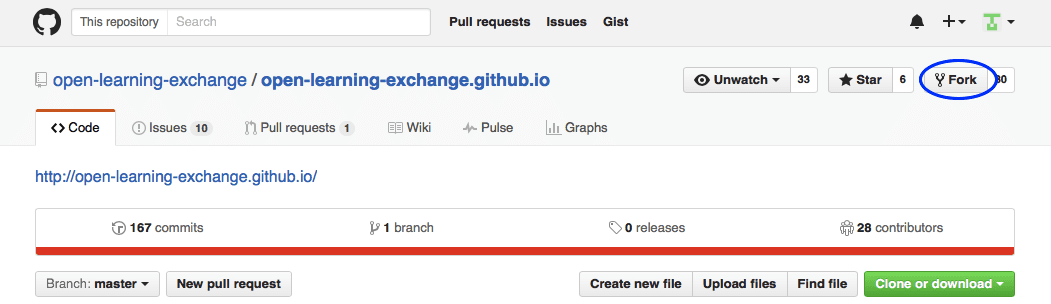 This repository Search Pull requests Issues Gist
open-learning-exchange / open-learning-exchange.github.io Unwatch 33 Star 6 Fork
Code Issues 10 Pull requests 1 Wiki Pulse Graphs
http://open-learning-exchange.github.io/
167 commits 1 branch 0 releases 28 contributors
Branch: master New pull request Create new file Upload files Find file Clone or download